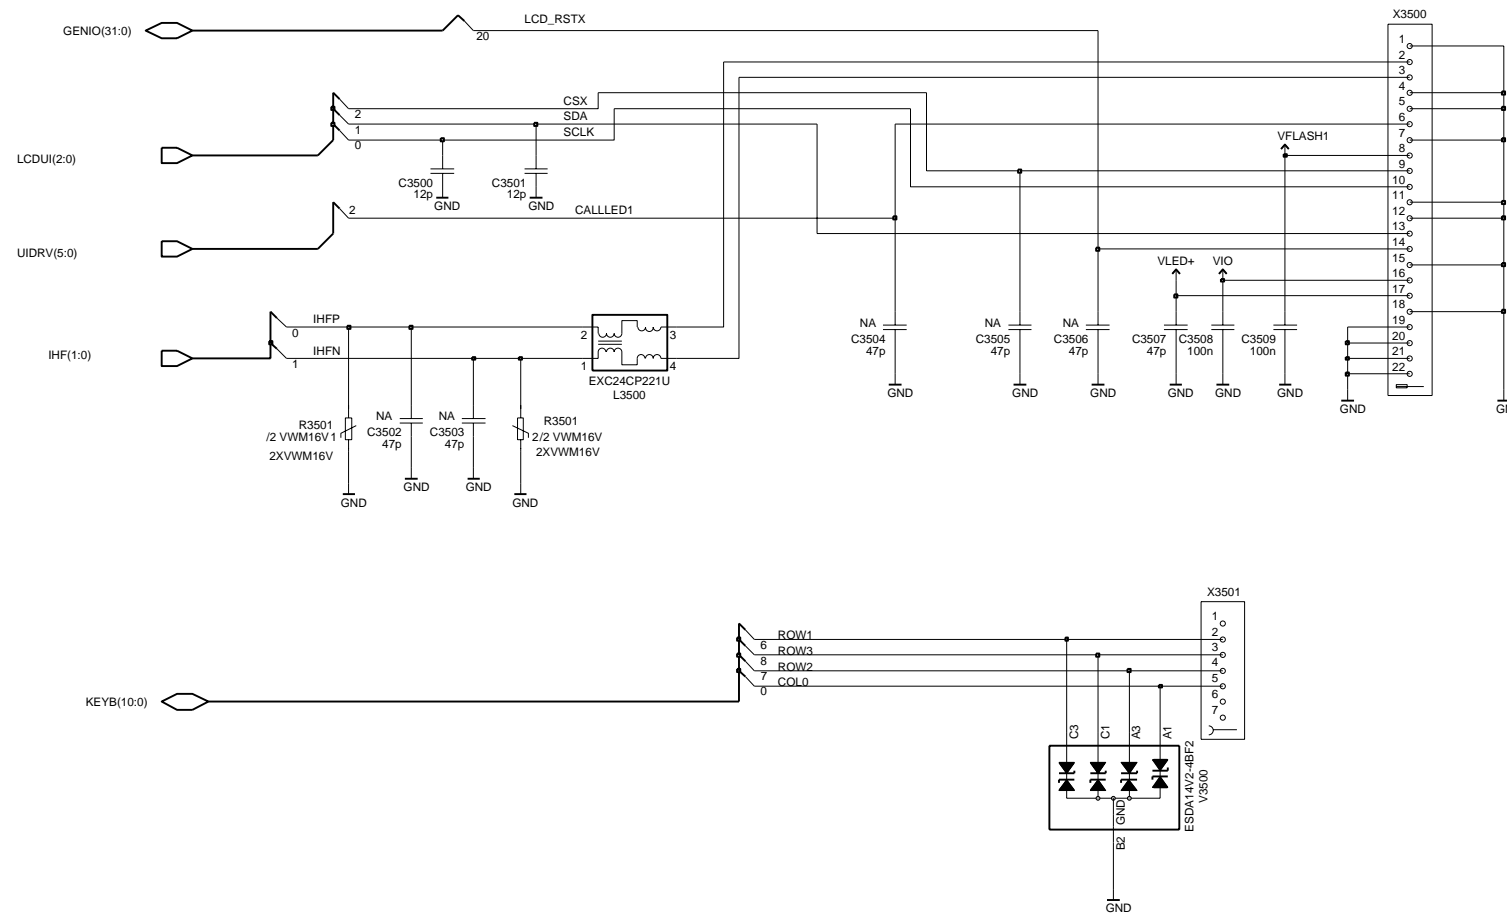 GENIO(31:0)
LCD_RSTX
20
X3500
1
2
3
4
5
6
7
8
9
10
11
12
13
14
15
16
17
18
19
20
21
22
LCDUI(2:0)
CSX
2
SDA
1
SCLK
0
C3500
12p
GND
C3501
12p
GND
VFLASH1
UIDRV(5:0)
2
CALLLED1
VLED+
VIO
IHF(1:0)
IHFP
0
IHFN
1
2
3
1
4
EXC24CP221U
L3500
NA
C3504
47p
GND
NA
C3505
47p
GND
NA
C3506
47p
GND
C3507
47p
GND
C3508
100n
GND
C3509
100n
GND
GND
R3501
/2 VWM16V1
2XVWM16V
GND
NA
C3502
47p
GND
NA
C3503
47p
GND
R3501
2/2 VWM16V
2XVWM16V
GND
KEYB(10:0)
ROW1
6
ROW3
8
ROW2
7
COL0
0
X3501
1
2
3
4
5
6
7
C3
C1
A3
A1
GND
B2
ESDA14V2-4BF2
V3500
GND